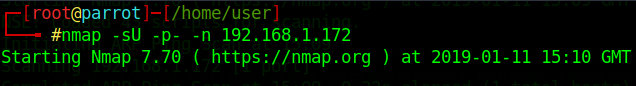 [root@parrot]-[/home/user]
#nmap -sU -p- -n 192.168.1.172
Starting Nmap 7.70 ( https://nmap.org ) at 2019-01-11 15:10 GMT